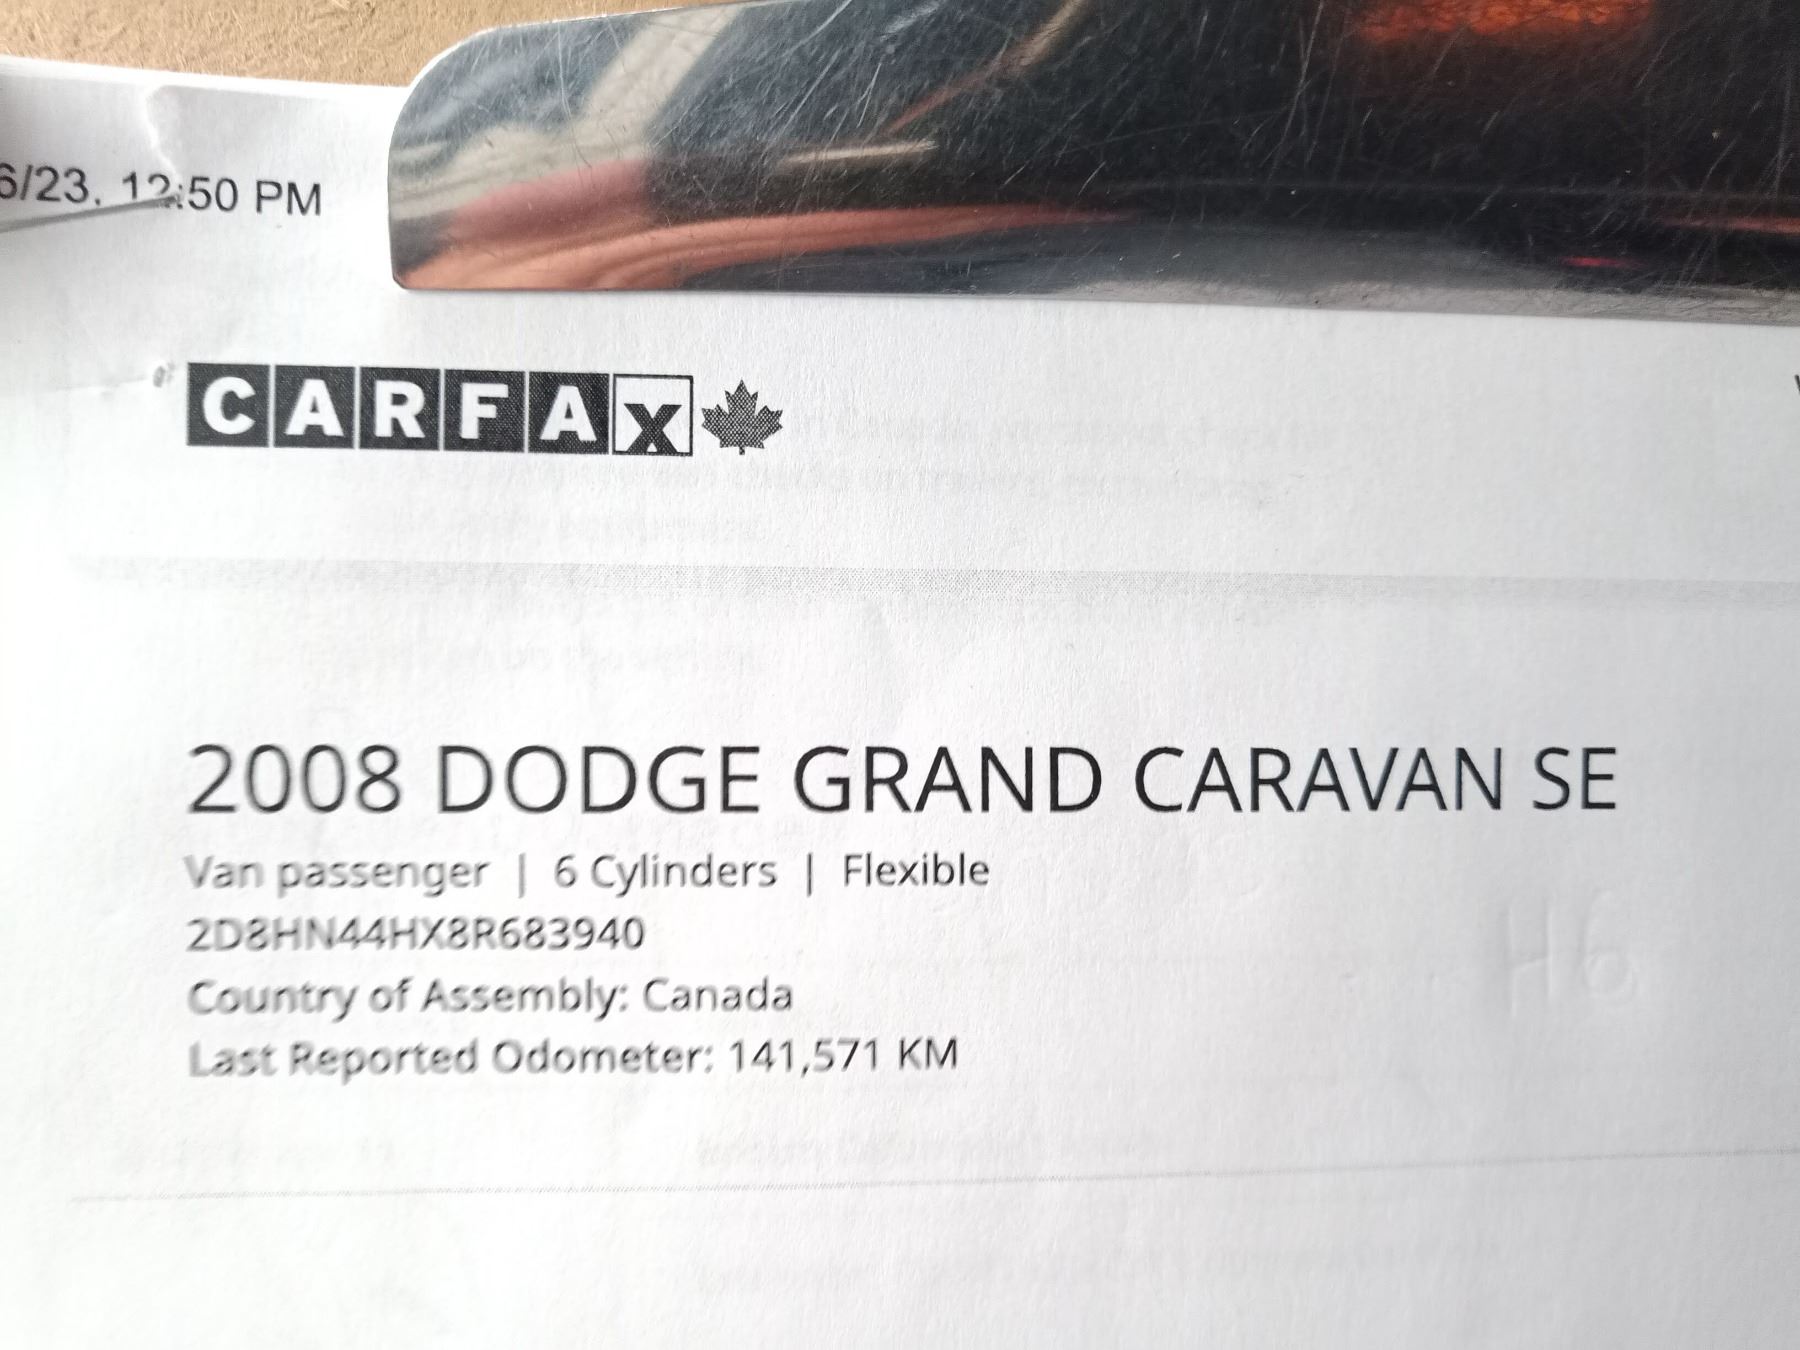 6/23, 12:50 PM
CARFAX
2008 DODGE GRAND CARAVAN SE
Van passenger | 6 Cylinders | Flexible
2D8HN44HX8R683940
Country of Assembly: Canada
Last Reported Odometer: 141,571 KM
H6